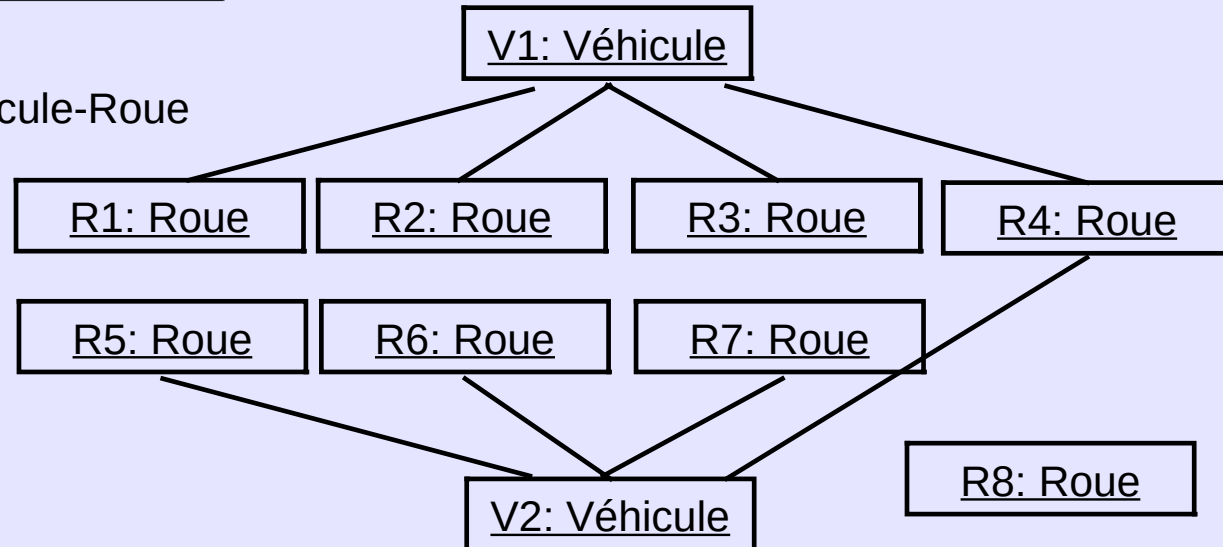 V1: Véhicule
cule-Roue
R1: Roue
R2: Roue
R3: Roue
R4: Roue
R5: Roue
R6: Roue
R7: Roue
R8: Roue
V2: Véhicule